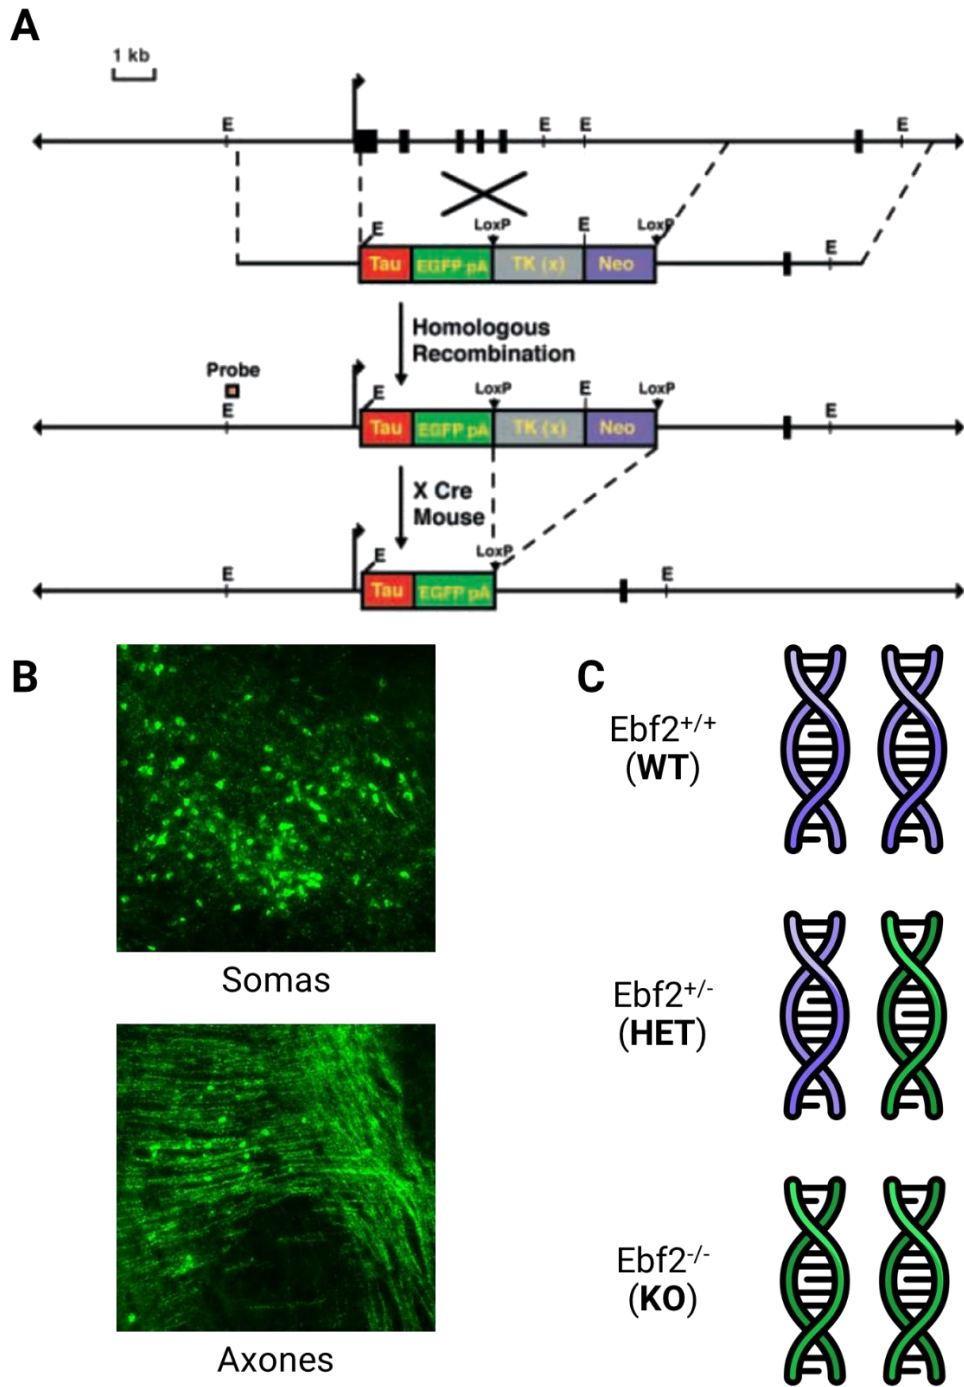 A
1 kb
E
E
E
E
E
LoxP
E
LoxP
E
Tau
EGFP pA
TK (x)
Neo
Homologous
Recombination
Probe
E
E
LoxP
E
LoxP
E
Tau
EGFP pA
TK (x)
Neo
X Cre
Mouse
E
E
LoxP
E
Tau
EGFP pA
B
Somas
Axones
C
Ebf2+/+
(WT)
Ebf2+/-
(HET)
Ebf2-/-
(KO)